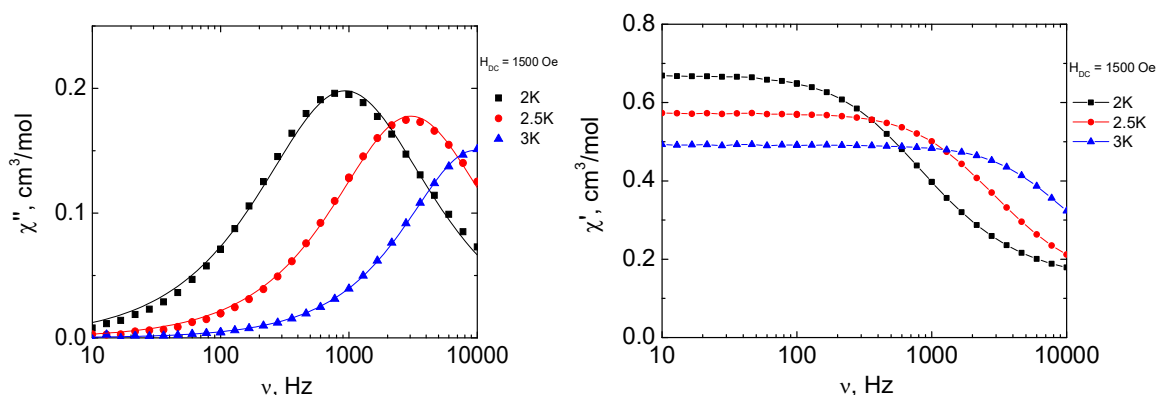 χ'', cm³/mol
0.2
0.1
0.0
10
100
1000
10000
ν, Hz
H_DC = 1500 Oe
2K
2.5K
3K
χ', cm³/mol
0.8
0.6
0.4
0.2
0.0
10
100
1000
10000
ν, Hz
H_DC = 1500 Oe
2K
2.5K
3K